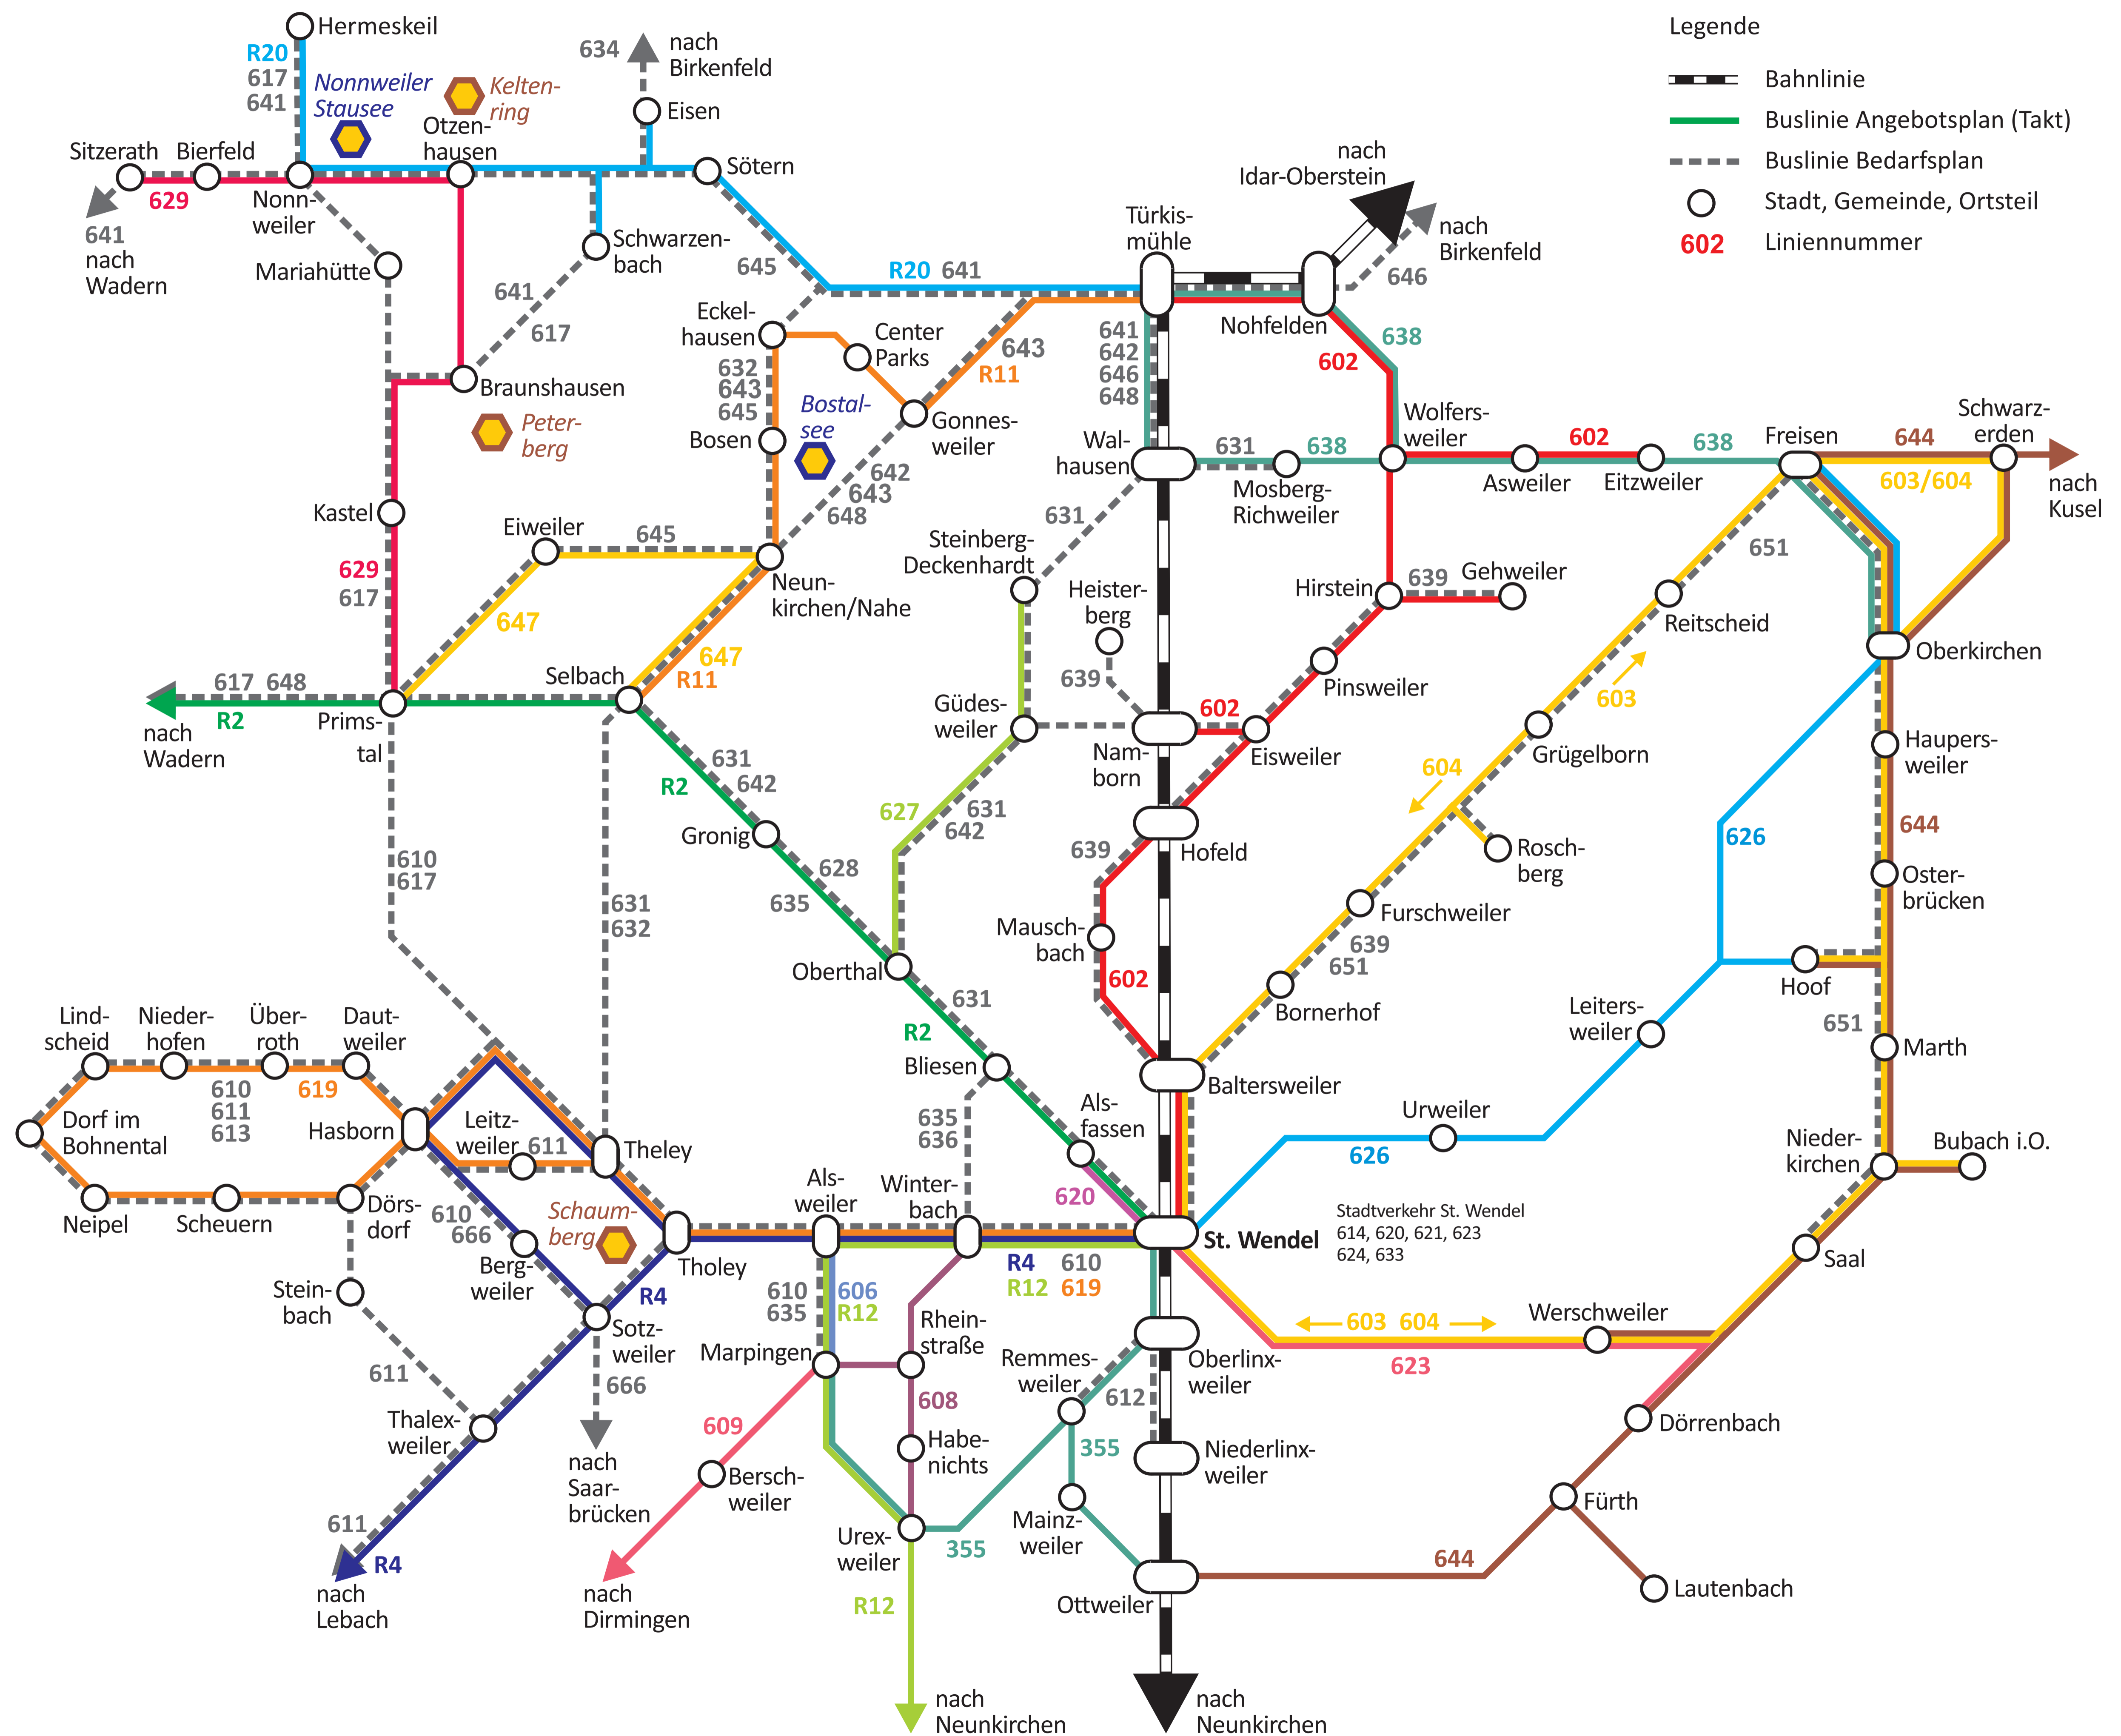 Hermeskeil
R20
617
641
Nonnweiler
Stausee
Kelten-
ring
634
nach
Birkenfeld
Eisen
Otzen-
hausen
Sitzerath
Bierfeld
629
641
nach
Wadern
Nonn-
weiler
Sötern
Mariahütte
Schwarzen-
bach
641
617
645
R20 641
Braunshausen
Peter-
berg
Eckel-
hausen
Center
Parks
632
643
645
Bostal-
see
Bosen
643
R11
Gonnes-
weiler
642
643
648
Kastel
629
617
Eiweiler
645
647
Neun-
kirchen/Nahe
647
R11
Selbach
617 648
R2
nach
Wadern
Prims-
tal
Türkis-
mühle
nach
Idar-Oberstein
nach
Birkenfeld
646
Nohfelden
641
642
646
648
602
638
Legende
Bahnlinie
Buslinie Angebotsplan (Takt)
Buslinie Bedarfsplan
Stadt, Gemeinde, Ortsteil
602
Liniennummer
Wal-
hausen
631
638
Mosberg-
Richweiler
Wolfers-
weiler
602
Asweiler
Eitzweiler
638
Freisen
644
603/604
Schwarz-
erden
nach
Kusel
631
Steinberg-
Deckenhardt
Heister-
berg
639
Güdes-
weiler
602
Nam-
born
Eisweiler
Hirstein
639
Gehweiler
Pinsweiler
651
Reitscheid
603
Grügelborn
604
Rosch-
berg
Furschweiler
639
651
Bornerhof
Oberkirchen
Haupers-
weiler
644
626
Oster-
brücken
Hoof
651
Marth
Leiters-
weiler
Urweiler
626
Nieder-
kirchen
Bubach i.O.
Saal
631
642
R2
Gronig
628
635
627
631
642
Oberthal
631
R2
Bliesen
635
636
Als-
fassen
620
Hofeld
639
Mausch-
bach
602
Baltersweiler
610
617
631
632
Lind-
scheid
Nieder-
hofen
Über-
roth
Daut-
weiler
610
611
613
619
Dorf im
Bohnental
Hasborn
Neipel
Scheuern
Dörs-
dorf
Leitz-
weiler
611
Theley
Schaum-
berg
610
666
Berg-
weiler
Tholey
R4
Stein-
bach
611
Sotz-
weiler
666
Thalex-
weiler
nach
Saar-
brücken
611
R4
nach
Lebach
Als-
weiler
Winter-
bach
R4 610
R12 619
St. Wendel
Stadtverkehr St. Wendel
614, 620, 621, 623
624, 633
610
635
606
R12
Marpingen
Rhein-
straße
608
Habe-
nichts
609
Bersch-
weiler
nach
Dirmingen
Urex-
weiler
355
R12
nach
Neunkirchen
Remmes-
weiler
612
355
Mainz-
weiler
Oberlinx-
weiler
Niederlinx-
weiler
Ottweiler
nach
Neunkirchen
603 604
623
Werschweiler
Dörrenbach
Fürth
644
Lautenbach